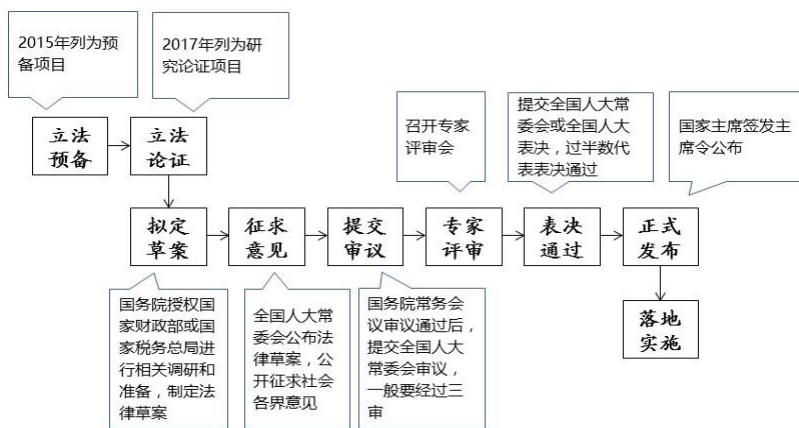 2015年列为预
备项目
2017年列为研
究论证项目
召开专家
评审会
提交全国人大常
委会或全国人大
表决，过半数代
表表决通过
国家主席签发主
席令公布
立法
预备
立法
论证
拟定
草案
征求
意见
提交
审议
专家
评审
表决
通过
正式
发布
国务院授权国
家财政部或国
家税务总局进
行相关调研和
准备，制定法
律草案
全国人大常
委会公布法
律草案，公
开征求社会
各界意见
国务院常务会
议审议通过后，
提交全国人大
常委会审议，
一般要经过三
审
落地
实施